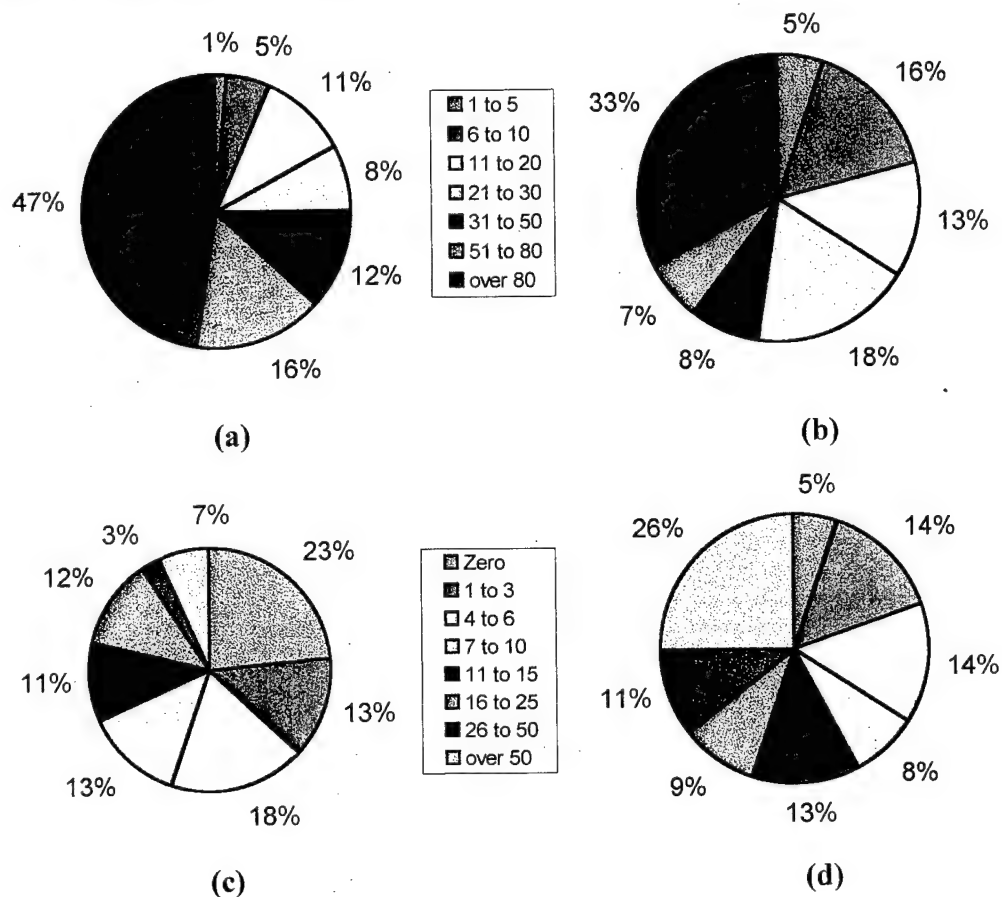 1%
5%
11%
8%
12%
16%
47%
1 to 5
6 to 10
11 to 20
21 to 30
31 to 50
51 to 80
over 80
5%
16%
13%
18%
8%
7%
33%
(a)
(b)
7%
23%
13%
18%
13%
11%
12%
3%
Zero
1 to 3
4 to 6
7 to 10
11 to 15
16 to 25
26 to 50
over 50
5%
14%
14%
8%
13%
9%
11%
26%
(c)
(d)